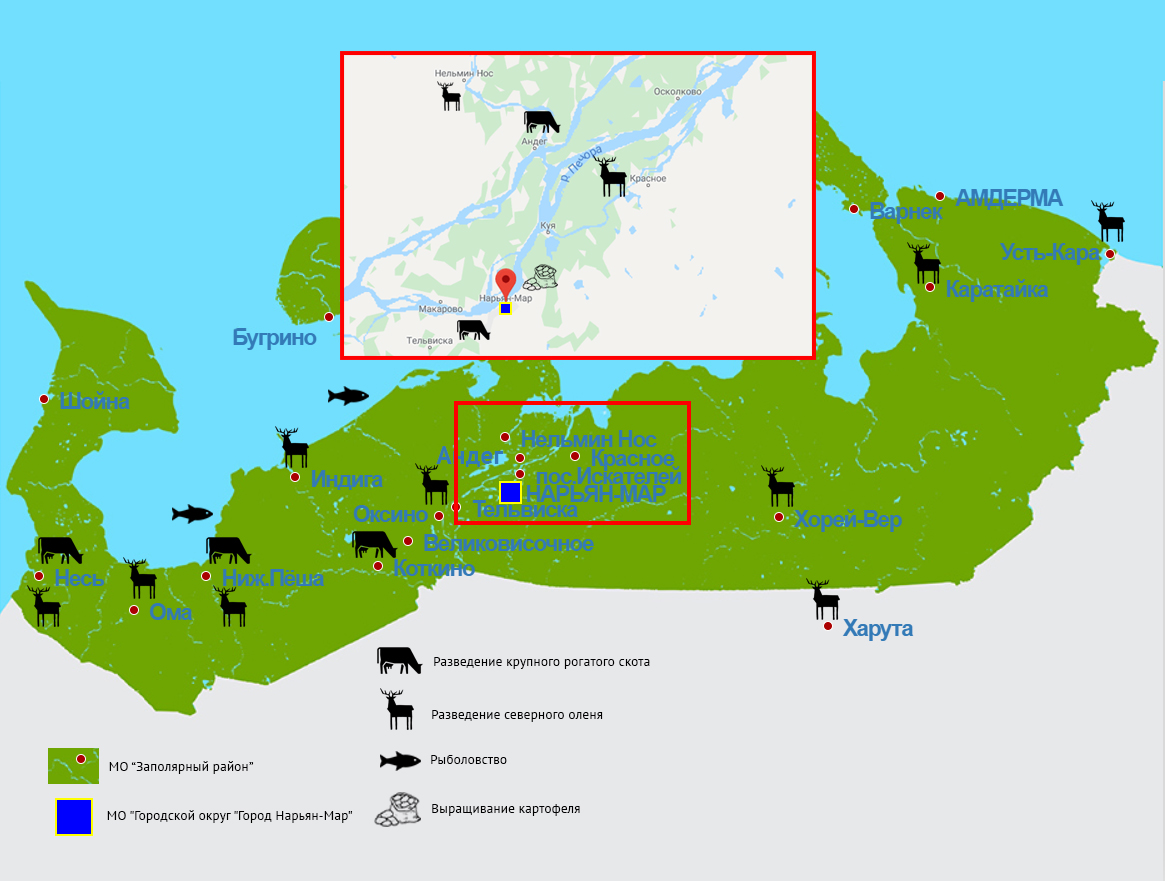 Нельмин Нос
Осколково
Андег
р. Печора
Красное
Куя
Нарьян-Мар
Макарово
Тельвиска
АМДЕРМА
Варнек
Усть-Кара
Каратайка
Бугрино
Шойна
Нельмин Нос
Андег
Красное
пос.Искателей
Индига
НАРЬЯН-МАР
Тельвиска
Оксино
Хорей-Вер
Великовисочное
Коткино
Несь
Ниж.Пёша
Ома
Харута
Разведение крупного рогатого скота
Разведение северного оленя
Рыболовство
МО “Заполярный район”
Выращивание картофеля
МО "Городской округ "Город Нарьян-Мар"